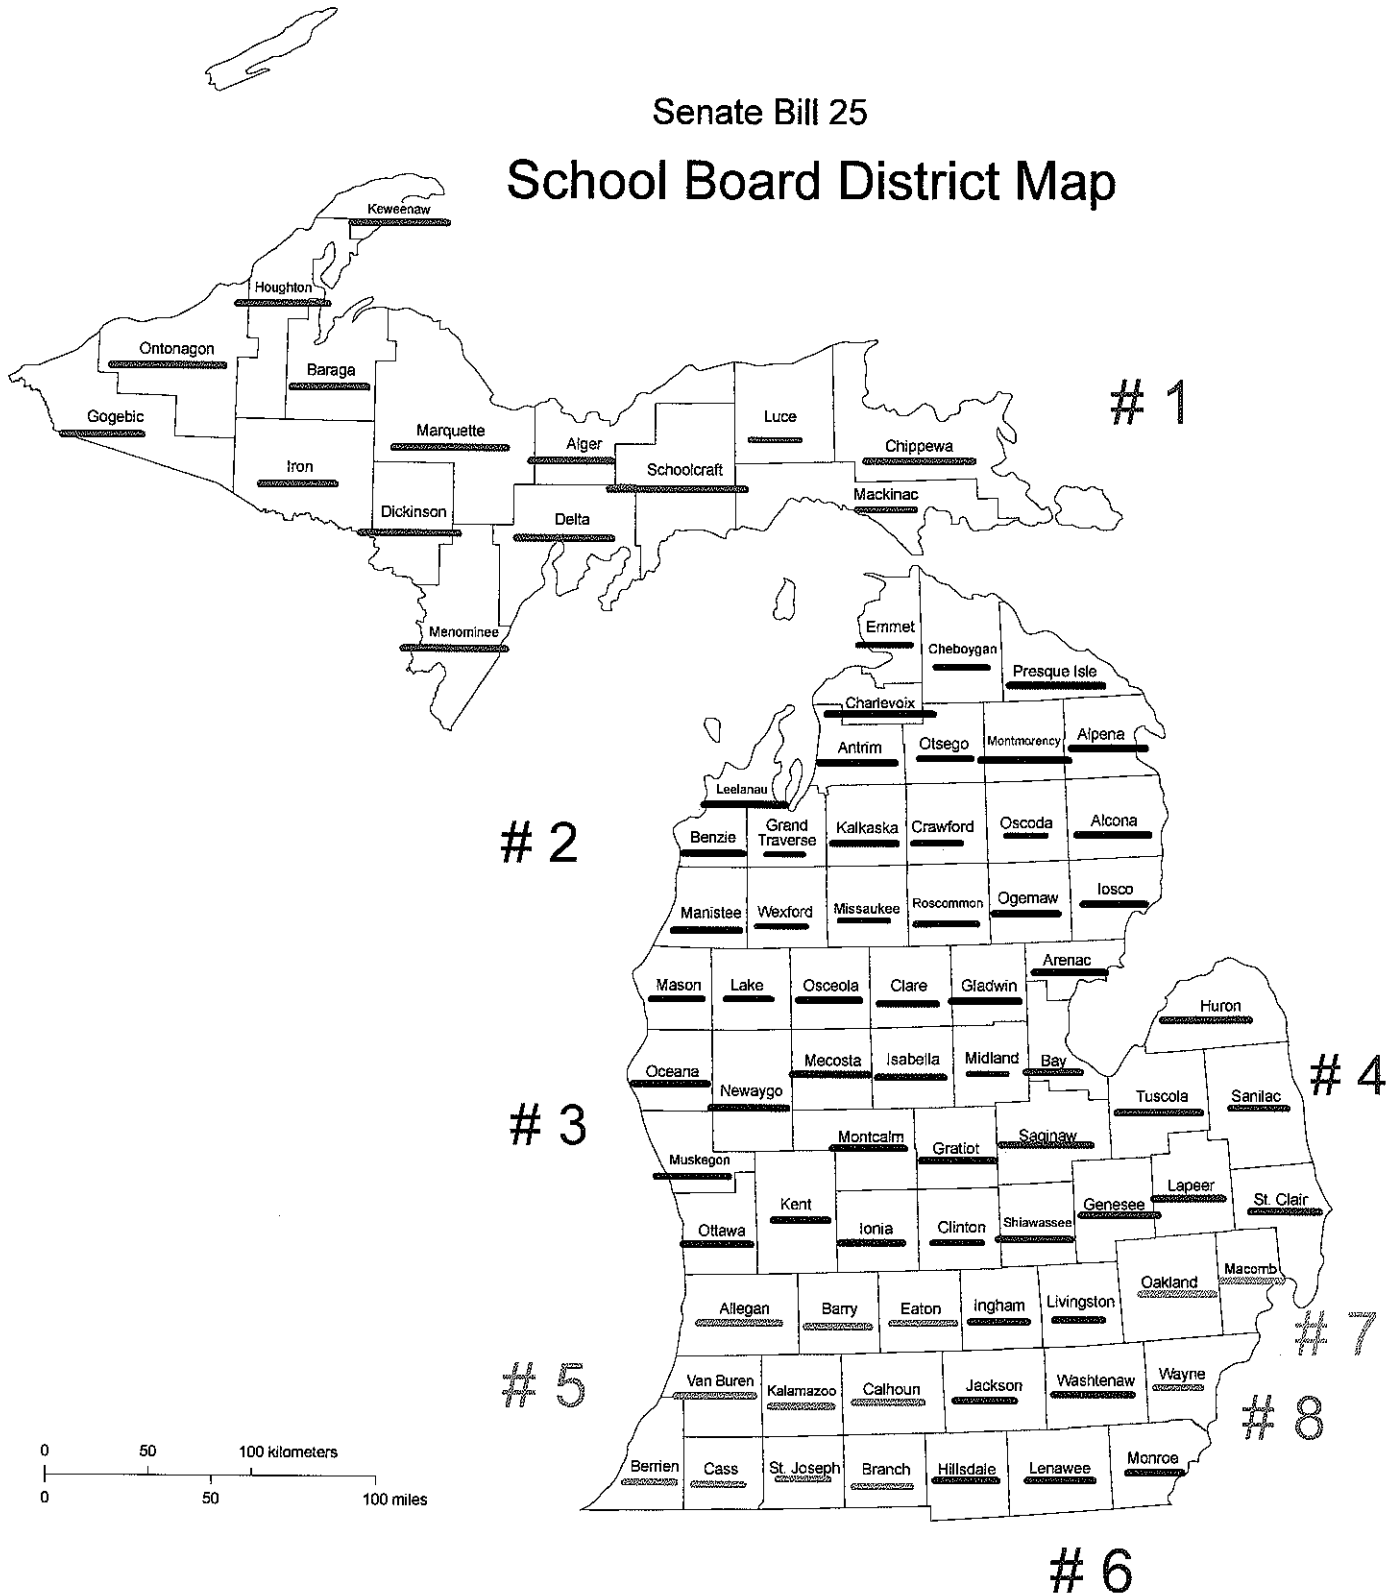 Senate Bill 25
School Board District Map
Keweenaw
Houghton
Ontonagon
Baraga
Gogebic
Marquette
Alger
Luce
# 1
Chippewa
Iron
Schoolcraft
Mackinac
Dickinson
Delta
Menominee
Emmet
Cheboygan
Presque Isle
Charlevoix
Antrim
Otsego
Montmorency
Alpena
Leelanau
# 2
Benzie
Grand
Traverse
Kalkaska
Crawford
Oscoda
Alcona
Manistee
Wexford
Missaukee
Roscommon
Ogemaw
Iosco
Arenac
Mason
Lake
Osceola
Clare
Gladwin
Huron
Oceana
Newaygo
Mecosta
Isabella
Midland
Bay
# 4
Tuscola
Sanilac
# 3
Montcalm
Gratiot
Saginaw
Muskegon
Kent
Ottawa
Ionia
Clinton
Shiawassee
Genesee
Lapeer
St. Clair
Allegan
Barry
Eaton
Ingham
Livingston
Oakland
Macomb
# 7
# 5
Van Buren
Kalamazoo
Calhoun
Jackson
Washtenaw
Wayne
# 8
Berrien
Cass
St. Joseph
Branch
Hillsdale
Lenawee
Monroe
0 50 100 kilometers
0 50 100 miles
# 6